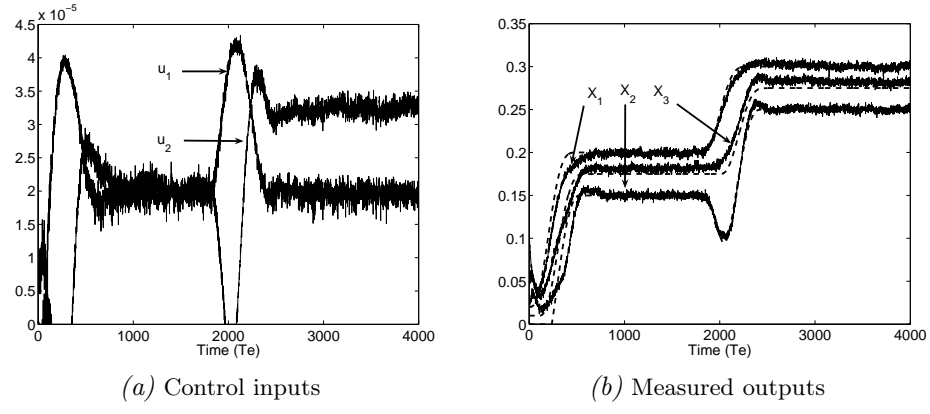 x 10⁻⁵
4.5
4
3.5
3
2.5
2
1.5
1
0.5
0
0 1000 2000 3000 4000
Time (Te)
u₁
u₂
(a) Control inputs
0.35
0.3
0.25
0.2
0.15
0.1
0.05
0
0 1000 2000 3000 4000
Time (Te)
X₁ X₂ X₃
(b) Measured outputs